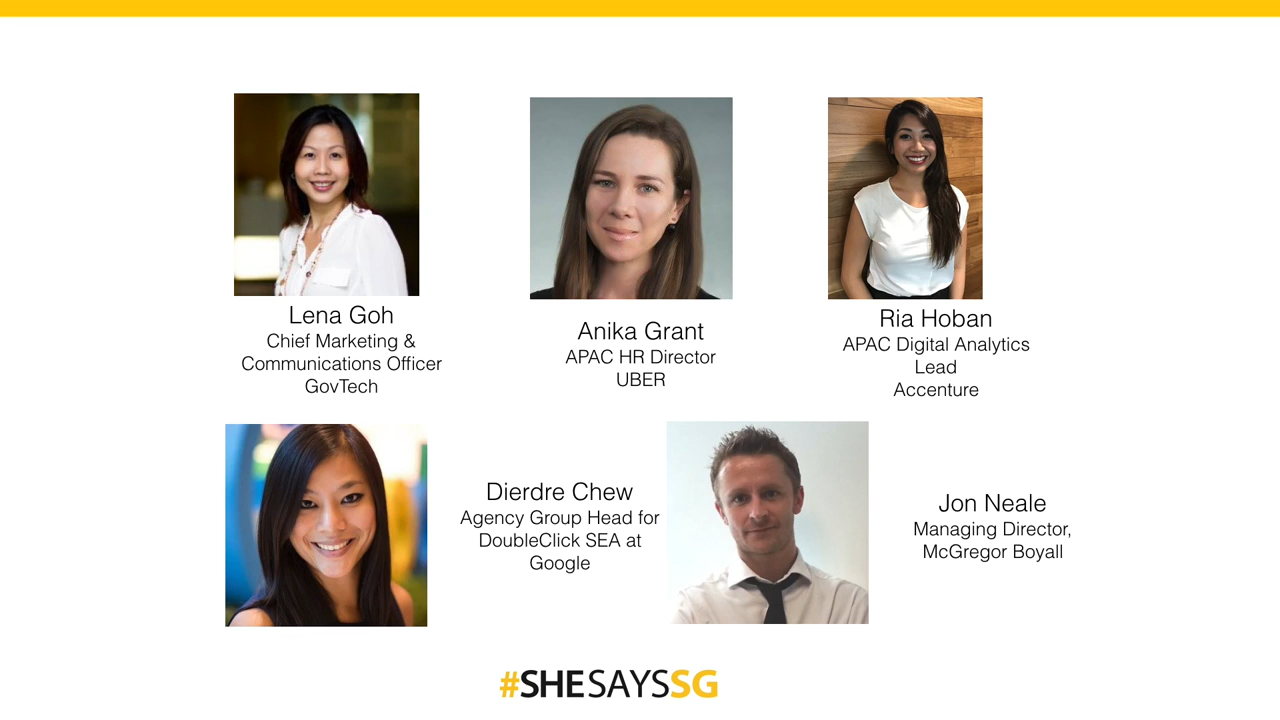 Lena Goh
Chief Marketing &
Communications Officer
GovTech
Anika Grant
APAC HR Director
UBER
Ria Hoban
APAC Digital Analytics
Lead
Accenture
Dierdre Chew
Agency Group Head for
DoubleClick SEA at
Google
Jon Neale
Managing Director,
McGregor Boyall
#SHESAYSSG